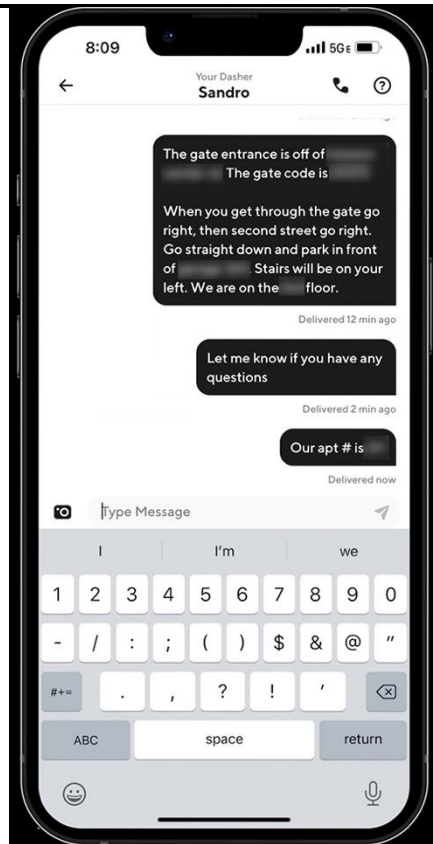 8:09
5GE
Your Dasher
Sandro
The gate entrance is off of
The gate code is
When you get through the gate go
right, then second street go right.
Go straight down and park in front
of
Stairs will be on your
left. We are on the
floor.
Delivered 12 min ago
Let me know if you have any
questions
Delivered 2 min ago
Our apt # is
Delivered now
Type Message
I I'm we
1 2 3 4 5 6 7 8 9 0
- / : ; ( ) $ & @ "
#+= . , ? ! '
ABC space return